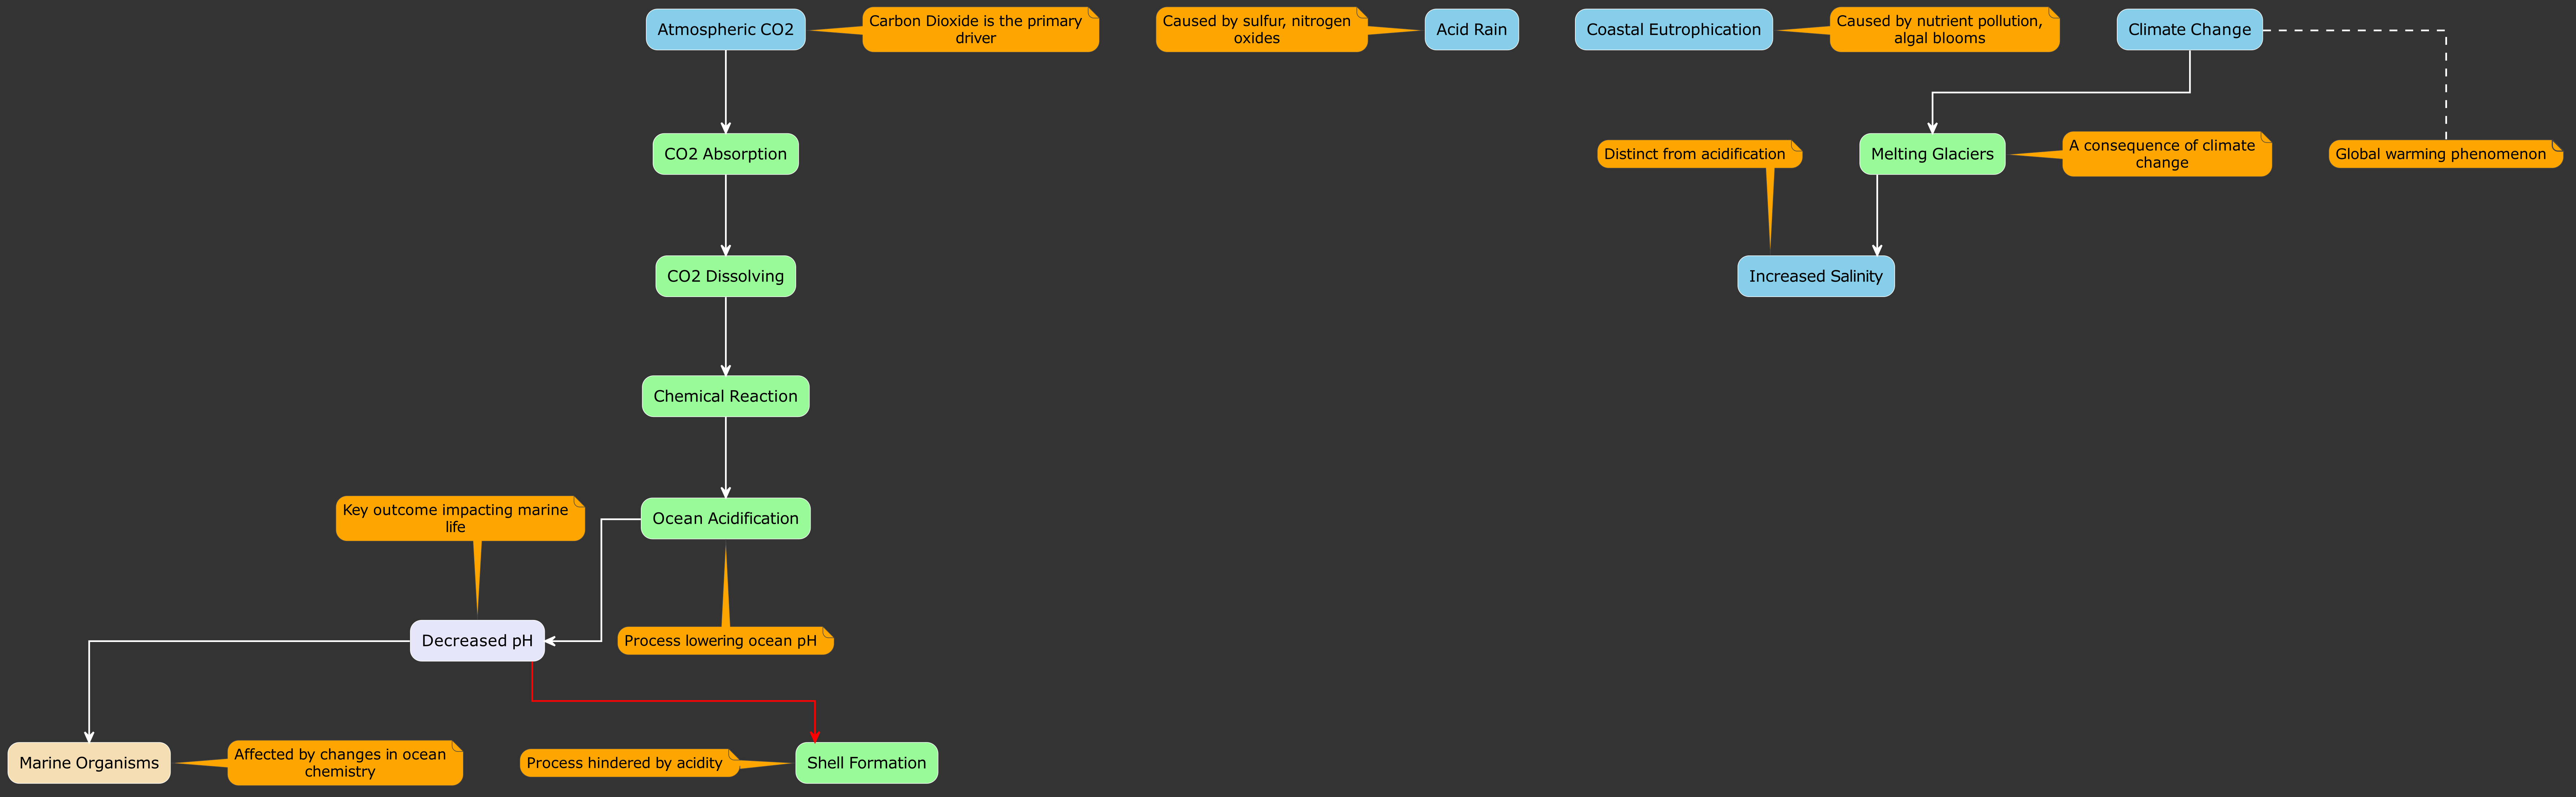 Atmospheric CO2
Carbon Dioxide is the primary
driver
Caused by sulfur, nitrogen
oxides
Acid Rain
Coastal Eutrophication
Caused by nutrient pollution,
algal blooms
Climate Change
CO2 Absorption
Distinct from acidification
Melting Glaciers
A consequence of climate
change
Global warming phenomenon
CO2 Dissolving
Increased Salinity
Chemical Reaction
Key outcome impacting marine
life
Ocean Acidification
Decreased pH
Process lowering ocean pH
Marine Organisms
Affected by changes in ocean
chemistry
Process hindered by acidity
Shell Formation